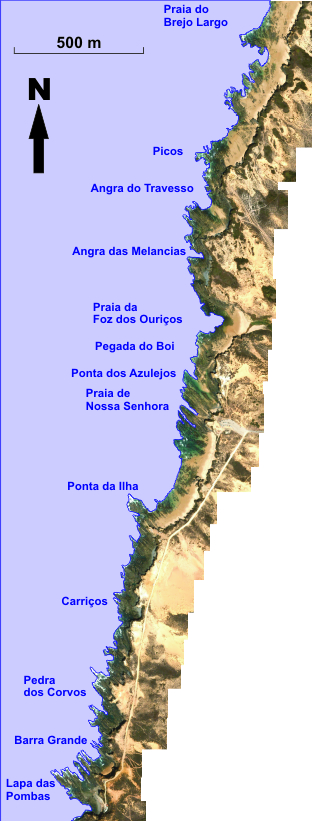 Praia do
Brejo Largo
500 m
N
Picos
Angra do Travesso
Angra das Melancias
Praia da
Foz dos Ouriços
Pegada do Boi
Ponta dos Azulejos
Praia de
Nossa Senhora
Ponta da Ilha
Carriços
Pedra
dos Corvos
Barra Grande
Lapa das
Pombas